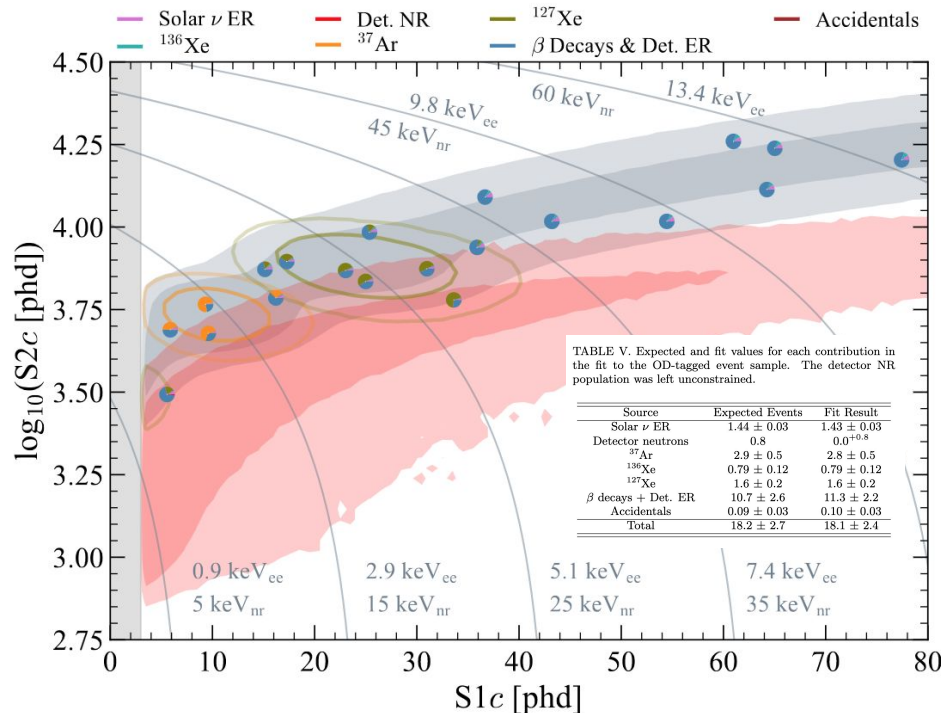 Solar ν ER Det. NR ¹²⁷Xe Accidentals
¹³⁶Xe ³⁷Ar β Decays & Det. ER
4.50
4.25
4.00
3.75
3.50
3.25
3.00
2.75
log₁₀(S2c [phd])
9.8 keVₑₑ
45 keVₙᵣ
60 keVₙᵣ
13.4 keVₑₑ
TABLE V. Expected and fit values for each contribution in
the fit to the OD-tagged event sample. The detector NR
population was left unconstrained.
Source Expected Events Fit Result
Solar ν ER 1.44 ± 0.03 1.43 ± 0.03
Detector neutrons 0.8 0.0⁺⁰·⁸
³⁷Ar 2.9 ± 0.5 2.8 ± 0.5
¹³⁶Xe 0.79 ± 0.12 0.79 ± 0.12
¹²⁷Xe 1.6 ± 0.2 1.6 ± 0.2
β decays + Det. ER 10.7 ± 2.6 11.3 ± 2.2
Accidentals 0.09 ± 0.03 0.10 ± 0.03
Total 18.2 ± 2.7 18.1 ± 2.4
0.9 keVₑₑ 2.9 keVₑₑ 5.1 keVₑₑ 7.4 keVₑₑ
5 keVₙᵣ 15 keVₙᵣ 25 keVₙᵣ 35 keVₙᵣ
0 10 20 30 40 50 60 70 80
S1c [phd]